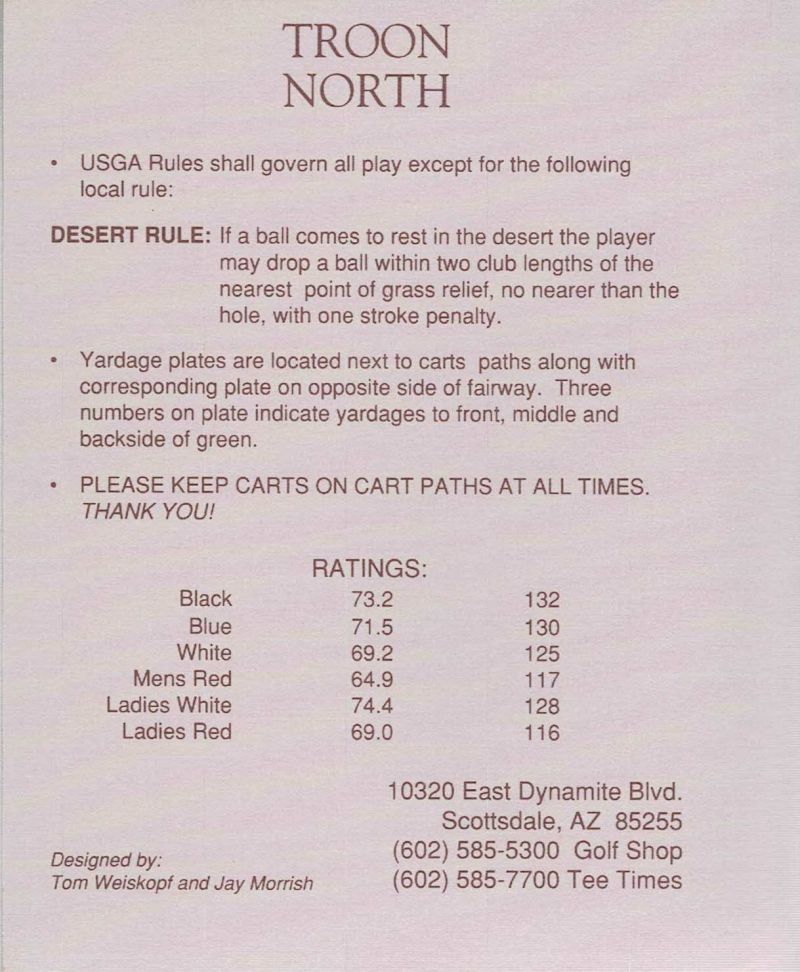 TROON
NORTH
• USGA Rules shall govern all play except for the following
local rule:
DESERT RULE: If a ball comes to rest in the desert the player
may drop a ball within two club lengths of the
nearest point of grass relief, no nearer than the
hole, with one stroke penalty.
• Yardage plates are located next to carts paths along with
corresponding plate on opposite side of fairway. Three
numbers on plate indicate yardages to front, middle and
backside of green.
• PLEASE KEEP CARTS ON CART PATHS AT ALL TIMES.
THANK YOU!
RATINGS:
Black 73.2 132
Blue 71.5 130
White 69.2 125
Mens Red 64.9 117
Ladies White 74.4 128
Ladies Red 69.0 116
10320 East Dynamite Blvd.
Scottsdale, AZ 85255
(602) 585-5300 Golf Shop
(602) 585-7700 Tee Times
Designed by:
Tom Weiskopf and Jay Morrish